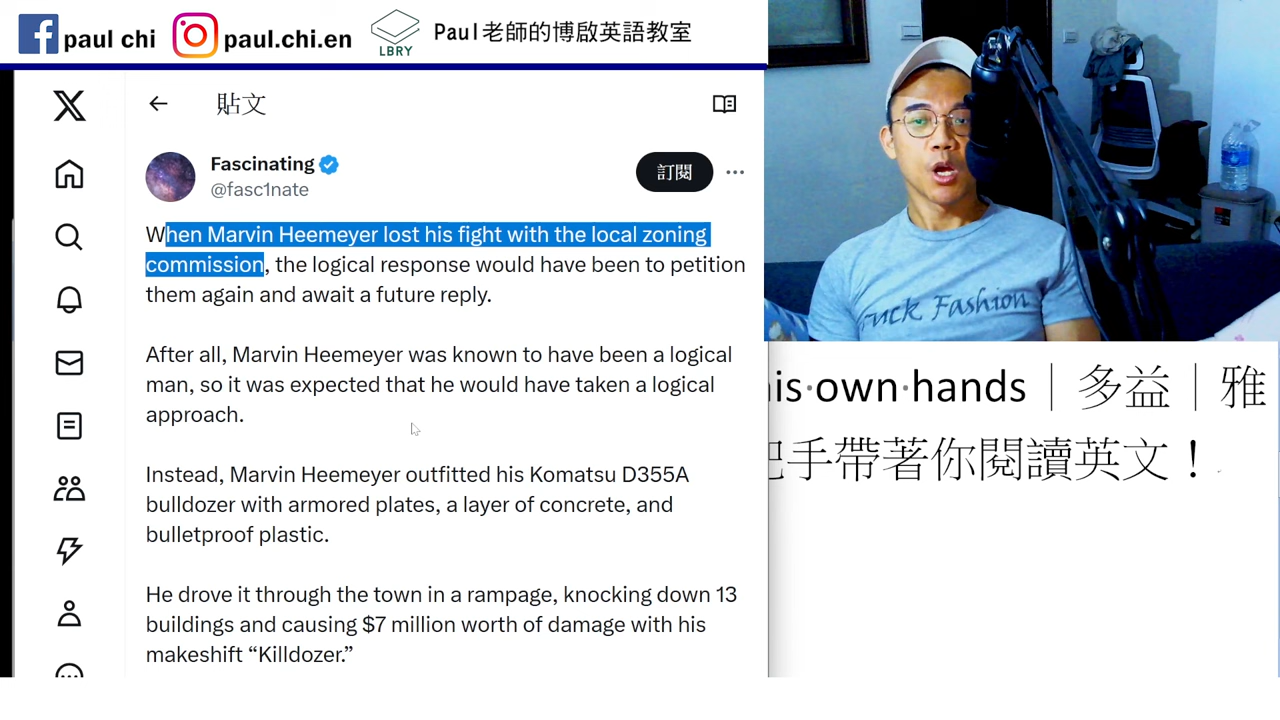 paul chi
paul.chi.en
LBRY
Paul老師的博啟英語教室
貼文
Fascinating
@fasc1nate
訂閱
When Marvin Heemeyer lost his fight with the local zoning
commission, the logical response would have been to petition
them again and await a future reply.
After all, Marvin Heemeyer was known to have been a logical
man, so it was expected that he would have taken a logical
approach.
Instead, Marvin Heemeyer outfitted his Komatsu D355A
bulldozer with armored plates, a layer of concrete, and
bulletproof plastic.
He drove it through the town in a rampage, knocking down 13
buildings and causing $7 million worth of damage with his
makeshift “Killdozer.”
Fashion
his·own·hands｜多益｜雅
把手帶著你閱讀英文！